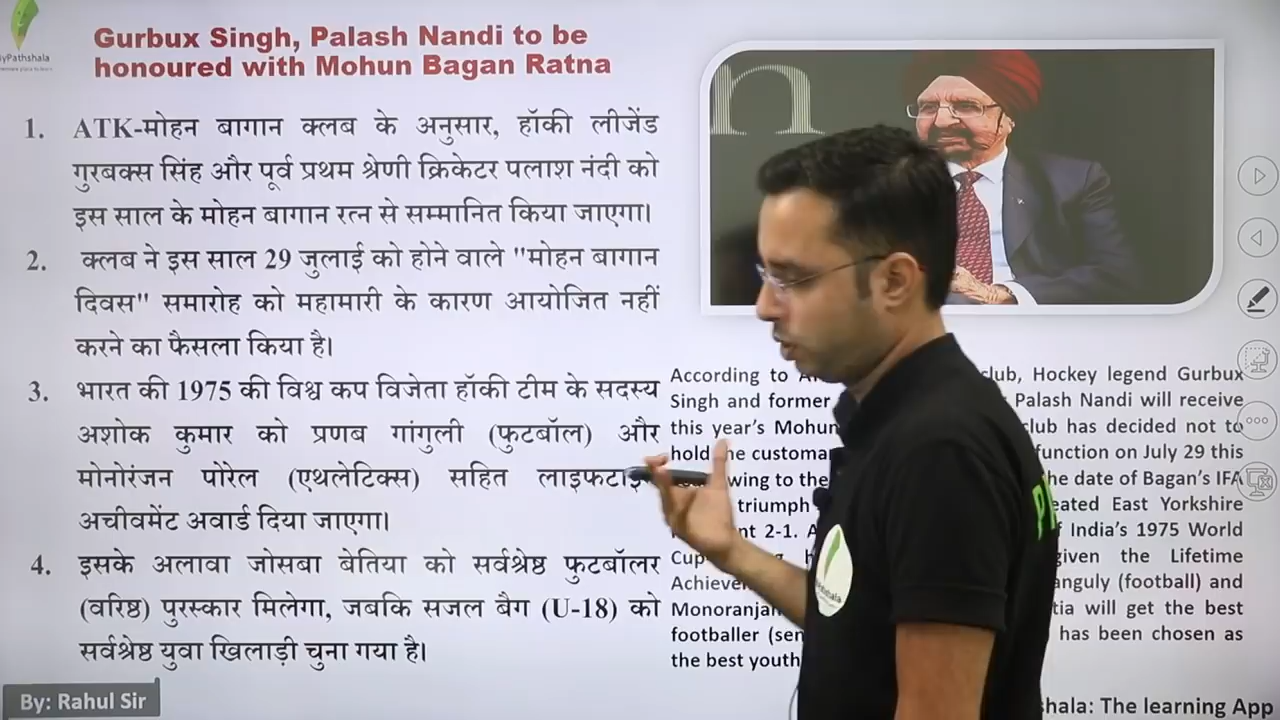 yPathshala
Gurbux Singh, Palash Nandi to be
honoured with Mohun Bagan Ratna
1. ATK-मोहन बागान क्लब के अनुसार, हॉकी लीजेंड
गुरबक्स सिंह और पूर्व प्रथम श्रेणी क्रिकेटर पलाश नंदी को
इस साल के मोहन बागान रत्न से सम्मानित किया जाएगा।
2. क्लब ने इस साल 29 जुलाई को होने वाले "मोहन बागान
दिवस" समारोह को महामारी के कारण आयोजित नहीं
करने का फैसला किया है।
3. भारत की 1975 की विश्व कप विजेता हॉकी टीम के सदस्य
अशोक कुमार को प्रणब गांगुली (फुटबॉल) और
मोनोरंजन पोरेल (एथलेटिक्स) सहित लाइफटाइ
अचीवमेंट अवार्ड दिया जाएगा।
4. इसके अलावा जोसबा बेतिया को सर्वश्रेष्ठ फुटबॉलर
(वरिष्ठ) पुरस्कार मिलेगा, जबकि सजल बैग (U-18) को
सर्वश्रेष्ठ युवा खिलाड़ी चुना गया है।
h
According to club, Hockey legend Gurbux
Singh and former Palash Nandi will receive
this year's Mohun club has decided not to
hold function on July 29 this
wing to the he date of Bagan's IFA
triumph eated East Yorkshire
nt 2-1. India's 1975 World
Cup given the Lifetime
Achieve anguly (football) and
Monoranjan tia will get the best
footballer (sen has been chosen as
the best youth
hala: The learning App
By: Rahul Sir